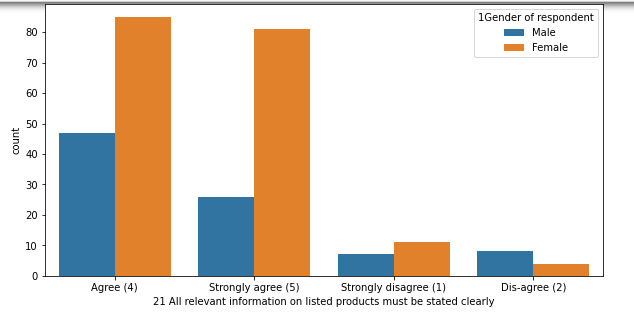 1Gender of respondent
Male
Female
80
70
60
50
40
30
20
10
0
count
Agree (4) Strongly agree (5) Strongly disagree (1) Dis-agree (2)
21 All relevant information on listed products must be stated clearly